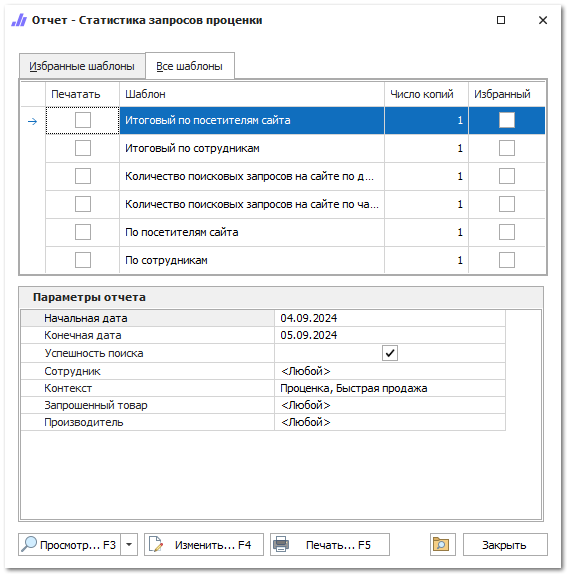 Отчет - Статистика запросов проценки
Избранные шаблоны Все шаблоны
Печатать Шаблон Число копий Избранный
Итоговый по посетителям сайта 1
Итоговый по сотрудникам 1
Количество поисковых запросов на сайте по д... 1
Количество поисковых запросов на сайте по ча... 1
По посетителям сайта 1
По сотрудникам 1
Параметры отчета
Начальная дата 04.09.2024
Конечная дата 05.09.2024
Успешность поиска
Сотрудник <Любой>
Контекст Проценка, Быстрая продажа
Запрошенный товар <Любой>
Производитель <Любой>
Просмотр... F3 Изменить... F4 Печать... F5 Закрыть